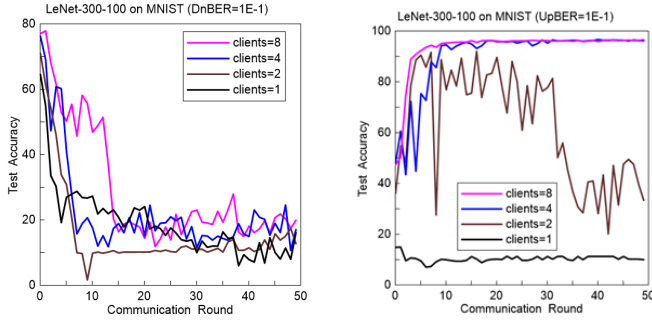 LeNet-300-100 on MNIST (DnBER=1E-1)
80
60
40
20
0
Test Accuracy
clients=8
clients=4
clients=2
clients=1
0 10 20 30 40 50
Communication Round
LeNet-300-100 on MNIST (UpBER=1E-1)
100
80
60
40
20
0
Test Accuracy
clients=8
clients=4
clients=2
clients=1
0 10 20 30 40 50
Communication Round